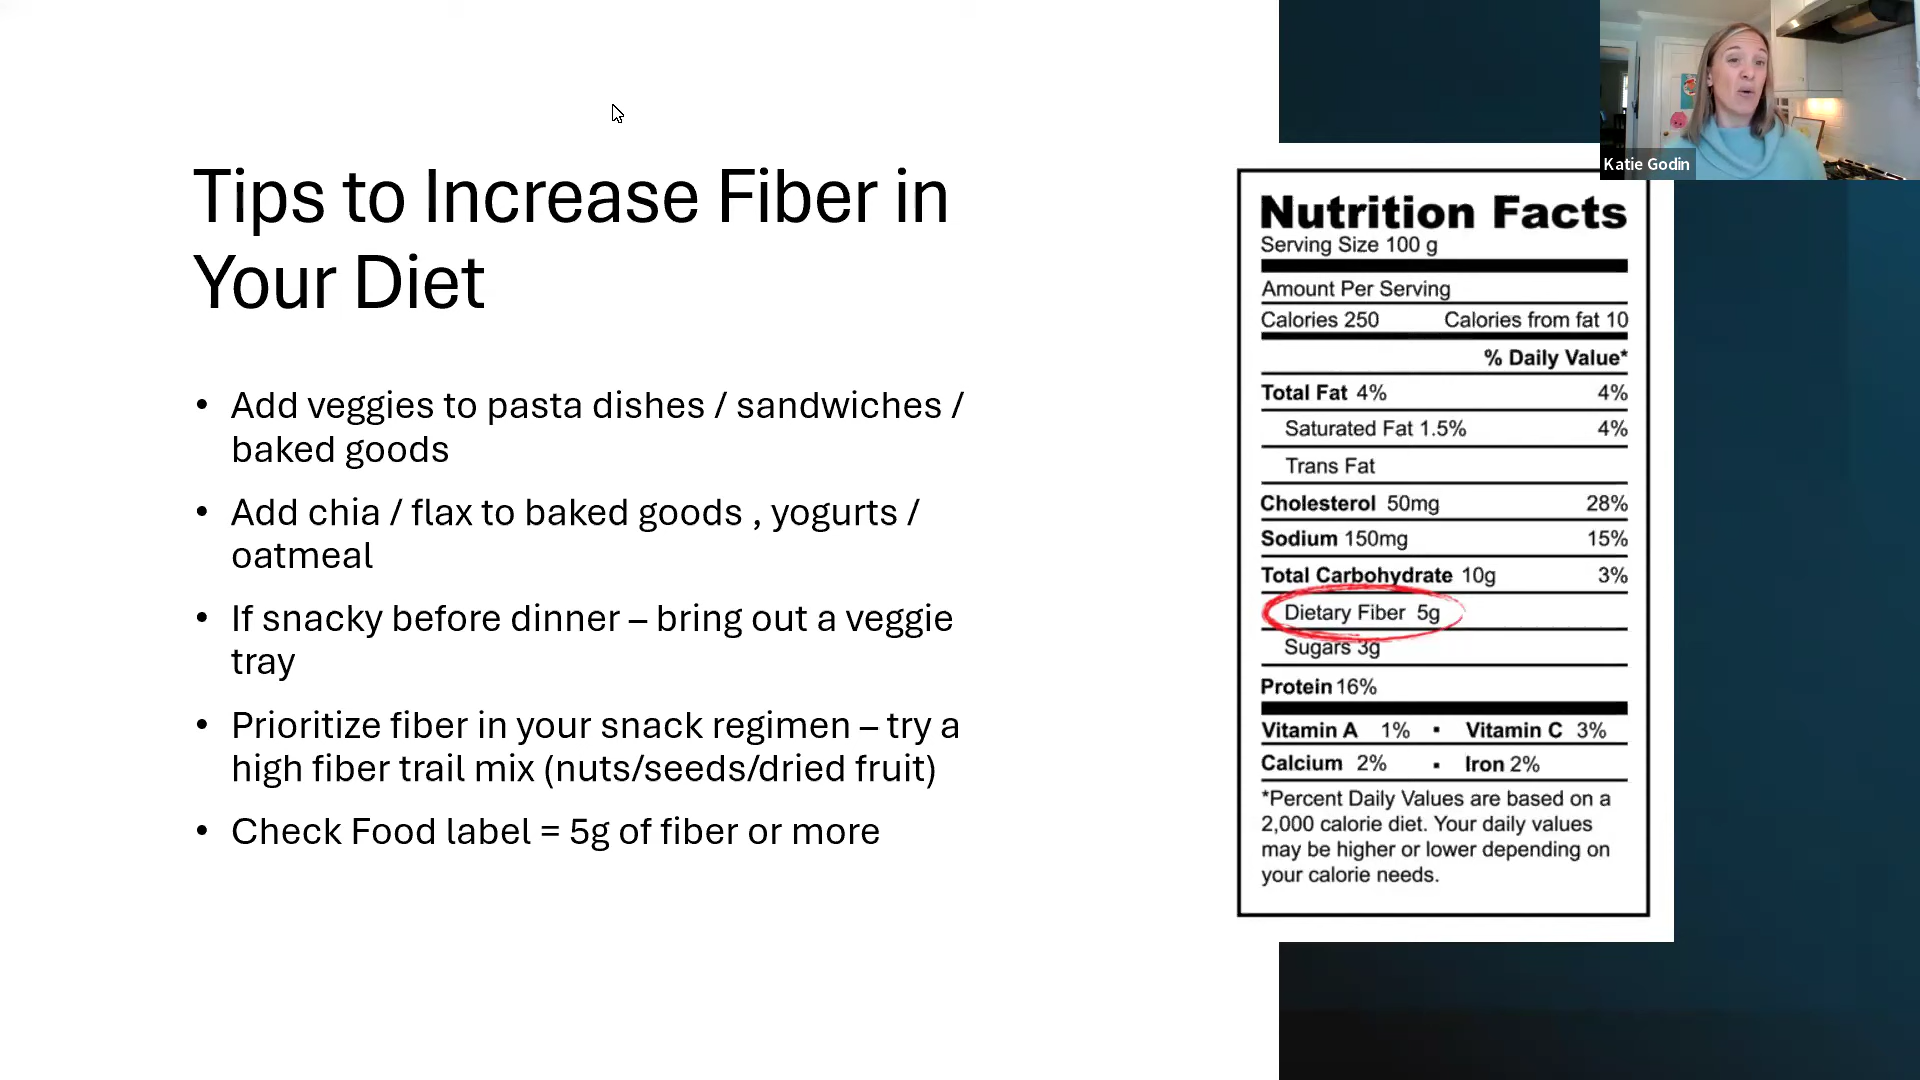 Tips to Increase Fiber in
Your Diet
• Add veggies to pasta dishes / sandwiches /
baked goods
• Add chia / flax to baked goods , yogurts /
oatmeal
• If snacky before dinner – bring out a veggie
tray
• Prioritize fiber in your snack regimen – try a
high fiber trail mix (nuts/seeds/dried fruit)
• Check Food label = 5g of fiber or more
Katie Godin
Nutrition Facts
Serving Size 100 g
Amount Per Serving
Calories 250 Calories from fat 10
% Daily Value*
Total Fat 4% 4%
Saturated Fat 1.5% 4%
Trans Fat
Cholesterol 50mg 28%
Sodium 150mg 15%
Total Carbohydrate 10g 3%
Dietary Fiber 5g
Sugars 3g
Protein 16%
Vitamin A 1% ▪ Vitamin C 3%
Calcium 2% ▪ Iron 2%
*Percent Daily Values are based on a
2,000 calorie diet. Your daily values
may be higher or lower depending on
your calorie needs.